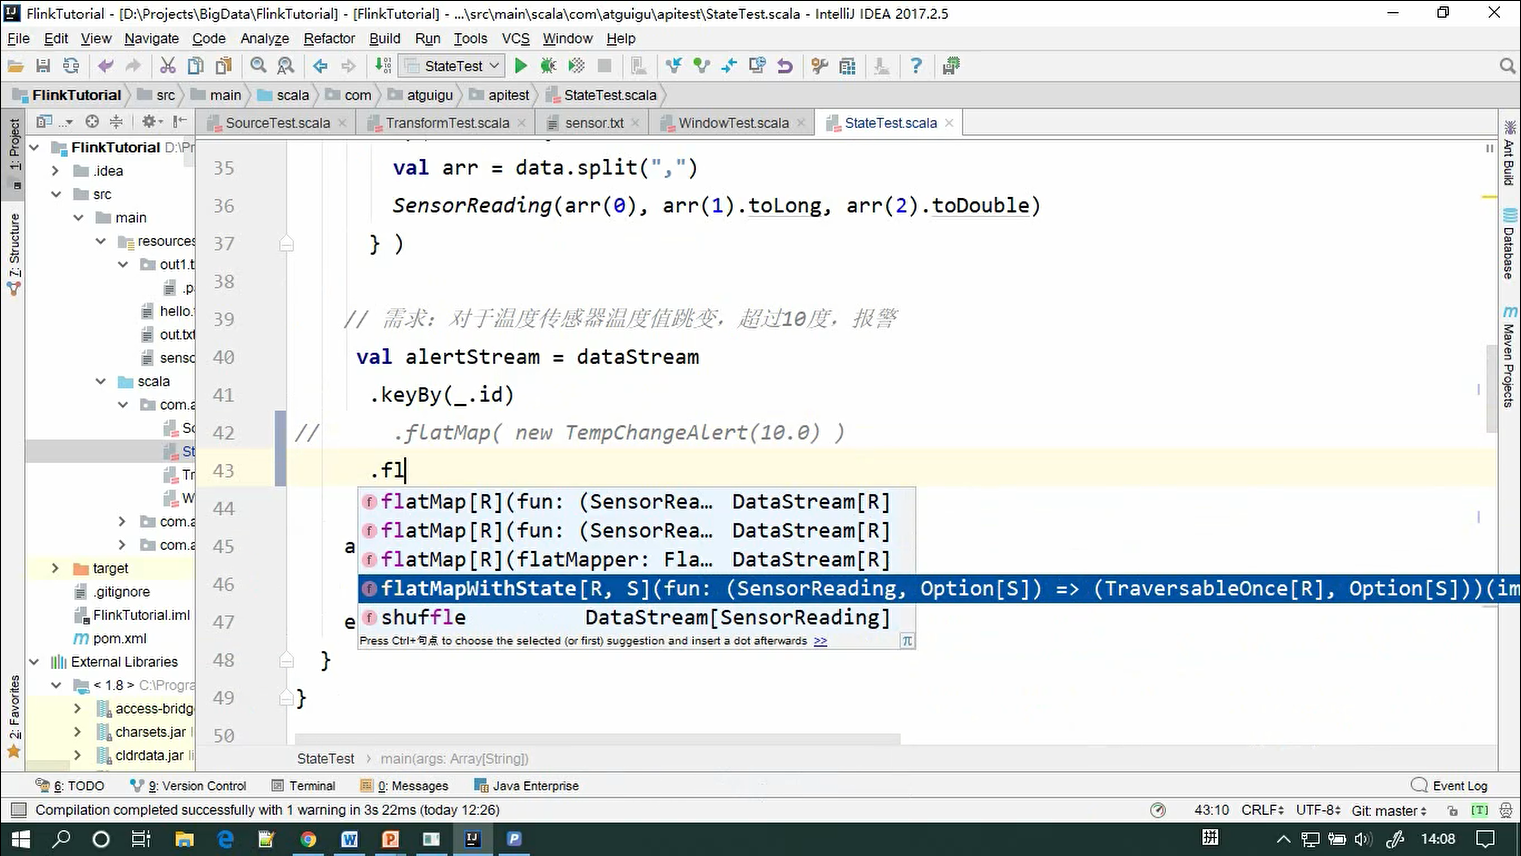 FlinkTutorial - [D:\Projects\BigData\FlinkTutorial] - [FlinkTutorial] - ...\src\main\scala\com\atguigu\apitest\StateTest.scala - IntelliJ IDEA 2017.2.5
File Edit View Navigate Code Analyze Refactor Build Run Tools VCS Window Help
StateTest
FlinkTutorial src main scala com atguigu apitest StateTest.scala
SourceTest.scala TransformTest.scala sensor.txt WindowTest.scala StateTest.scala
1: Project
7: Structure
2: Favorites
FlinkTutorial D:\Pr
.idea
src
main
resources
out1.t
.p
hello.
out.txt
senso
scala
com.a
So
St
Tr
W
com.a
com.a
target
.gitignore
FlinkTutorial.iml
pom.xml
External Libraries
< 1.8 > C:\Progra
access-bridg
charsets.jar
cldrdata.jar
35 val arr = data.split(",")
36 SensorReading(arr(0), arr(1).toLong, arr(2).toDouble)
37 } )
38
39 // 需求：对于温度传感器温度值跳变，超过10度，报警
40 val alertStream = dataStream
41 .keyBy(_.id)
42 // .flatMap( new TempChangeAlert(10.0) )
43 .fl
flatMap[R](fun: (SensorRea... DataStream[R]
44
flatMap[R](fun: (SensorRea... DataStream[R]
45 a
flatMap[R](flatMapper: Fla... DataStream[R]
46
flatMapWithState[R, S](fun: (SensorReading, Option[S]) => (TraversableOnce[R], Option[S]))(im
47 e
shuffle DataStream[SensorReading]
Press Ctrl+句点 to choose the selected (or first) suggestion and insert a dot afterwards >> π
48 }
49 }
50
StateTest main(args: Array[String])
Ant Build
Database
Maven Projects
6: TODO 9: Version Control Terminal 0: Messages Java Enterprise Event Log
Compilation completed successfully with 1 warning in 3s 22ms (today 12:26) 43:10 CRLF UTF-8 Git: master [T]
拼 14:08